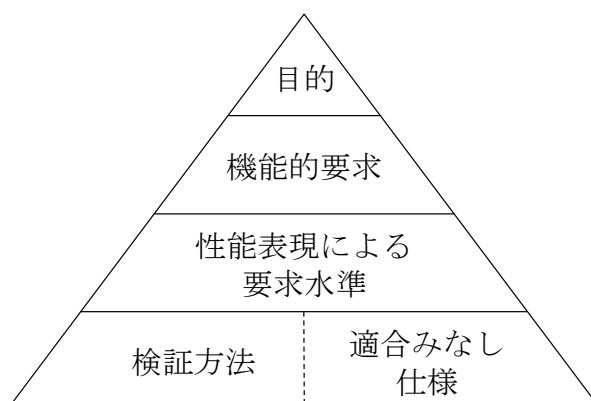 目的
機能的要求
性能表現による
要求水準
検証方法
適合みなし
仕様